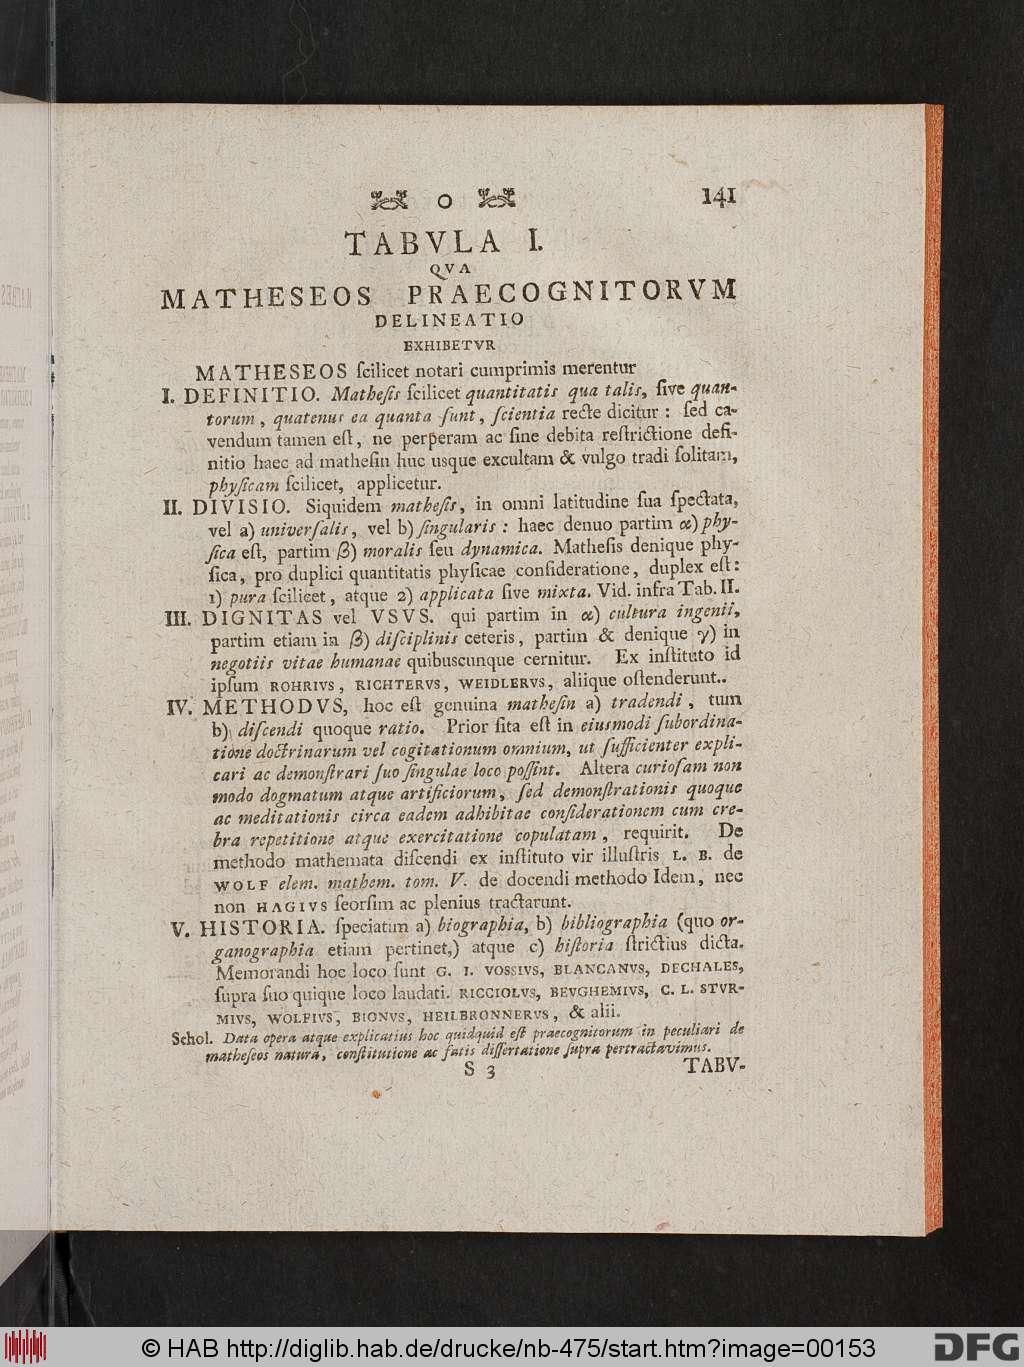 O 141
TABVLA I.
QVA
MATHESEOS PRAECOGNITORVM
DELINEATIO
EXHIBETVR
MATHESEOS ſcilicet notari cumprimis merentur
I. DEFINITIO. Matheſis ſcilicet quantitatis qua talis, ſive quan-
torum, quatenus ea quanta ſunt, ſcientia recte dicitur: ſed ca-
vendum tamen eſt, ne perperam ac ſine debita reſtrictione defi-
nitio haec ad matheſin huc usque excultam & vulgo tradi ſolitam,
phyſicam ſcilicet, applicetur.
II. DIVISIO. Siquidem matheſis, in omni latitudine ſua ſpectata,
vel a) univerſalis, vel b) ſingularis: haec denuo partim α) phy-
ſica eſt, partim β) moralis ſeu dynamica. Matheſis denique phy-
ſica, pro duplici quantitatis phyſicae conſideratione, duplex eſt:
1) pura ſcilicet, atque 2) applicata ſive mixta. Vid. infra Tab. II.
III. DIGNITAS vel VSVS. qui partim in α) cultura ingenii,
partim etiam in β) diſciplinis ceteris, partim & denique γ) in
negotiis vitae humanae quibuscunque cernitur. Ex inſtituto id
ipſum ROHRIVS, RICHTERVS, WEIDLERVS, aliique oſtenderunt..
IV. METHODVS, hoc eſt genuina matheſin a) tradendi, tum
b) diſcendi quoque ratio. Prior ſita eſt in eiusmodi ſubordina-
tione doctrinarum vel cogitationum omnium, ut ſufficienter expli-
cari ac demonſtrari ſuo ſingulae loco poſſint. Altera curioſam non
modo dogmatum atque artificiorum, ſed demonſtrationis quoque
ac meditationis circa eadem adhibitae conſiderationem cum cre-
bra repetitione atque exercitatione copulatam, requirit. De
methodo mathemata diſcendi ex inſtituto vir illuſtris L. B. de
WOLF elem. mathem. tom. V. de docendi methodo Idem, nec
non HAGIVS ſeorſim ac plenius tractarunt.
V. HISTORIA. ſpeciatim a) biographia, b) bibliographia (quo or-
ganographia etiam pertinet,) atque c) hiſtoria ſtrictius dicta.
Memorandi hoc loco ſunt G. I. VOSSIVS, BLANCANVS, DECHALES,
ſupra ſuo quique loco laudati. RICCIOLVS, BEVGHEMIVS, C. L. STVR-
MIVS, WOLFIVS, BIONVS, HEILBRONNERVS, & alii.
Schol. Data opera atque explicatius hoc quidquid eſt praecognitorum in peculiari de
matheſeos natura, conſtitutione ac fatis diſſertatione ſupra pertractavimus.
S 3 TABV-
© HAB http://diglib.hab.de/drucke/nb-475/start.htm?image=00153
DFG